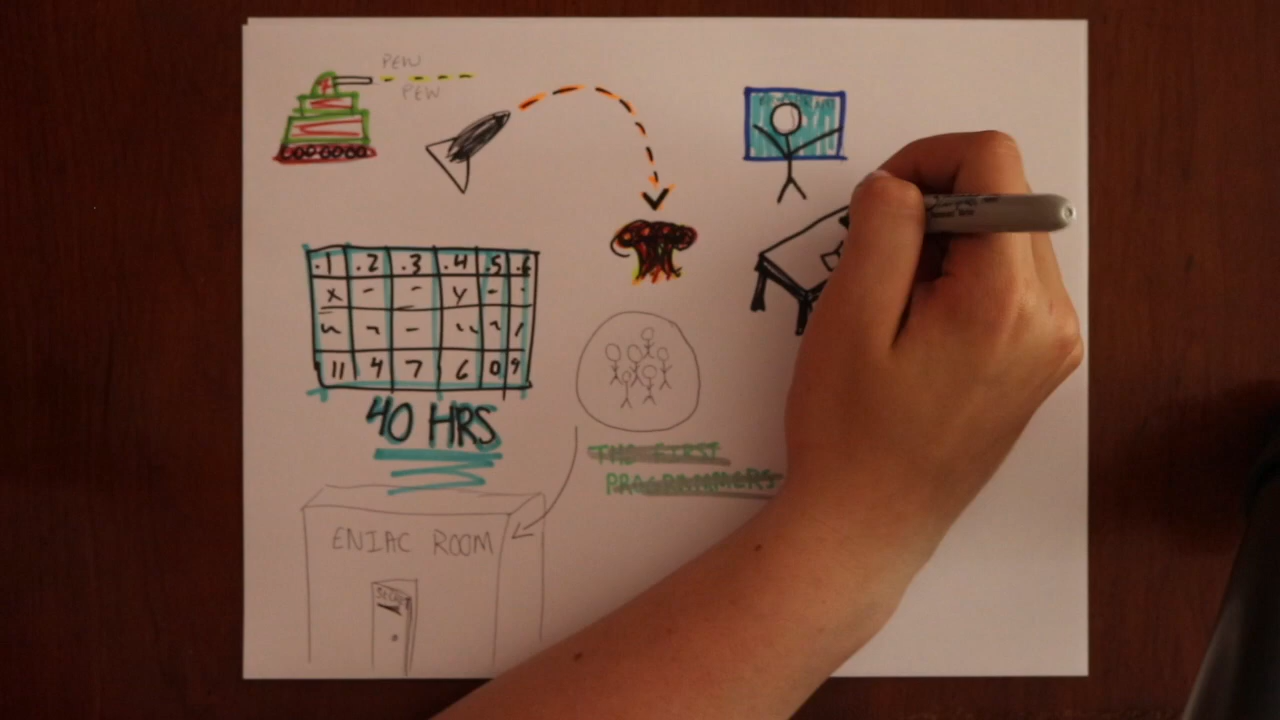 PEW
PEW
.1 .2 .3 .4 .5 .6
X - - Y - -
11 4 7 6 0 9
40 HRS
THE FIRST
PROGRAMMERS
ENIAC ROOM